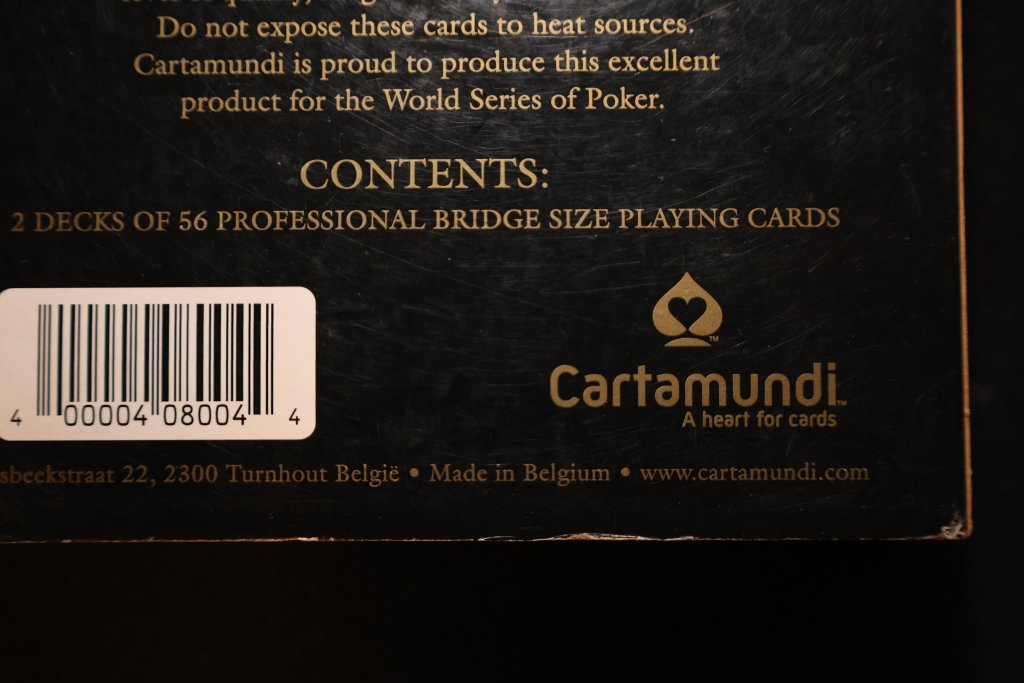 Do not expose these cards to heat sources.
Cartamundi is proud to produce this excellent
product for the World Series of Poker.
CONTENTS:
2 DECKS OF 56 PROFESSIONAL BRIDGE SIZE PLAYING CARDS
4 00004 08004 4
TM
Cartamundi™
A heart for cards
22, 2300 Turnhout België • Made in Belgium • www.cartamundi.com